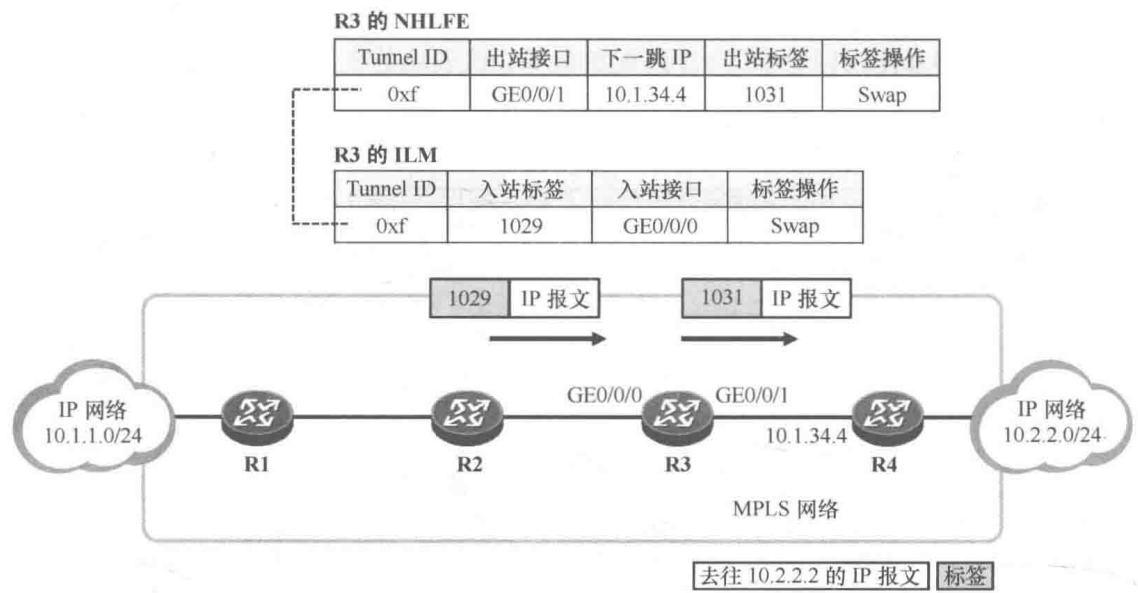 R3 的 NHLFE
Tunnel ID 出站接口 下一跳 IP 出站标签 标签操作
0xf GE0/0/1 10.1.34.4 1031 Swap
R3 的 ILM
Tunnel ID 入站标签 入站接口 标签操作
0xf 1029 GE0/0/0 Swap
1029 IP 报文 1031 IP 报文
GE0/0/0 GE0/0/1
IP 网络
10.1.1.0/24
IP 网络
10.2.2.0/24
10.1.34.4
R1 R2 R3 R4
MPLS 网络
去往 10.2.2.2 的 IP 报文 标签